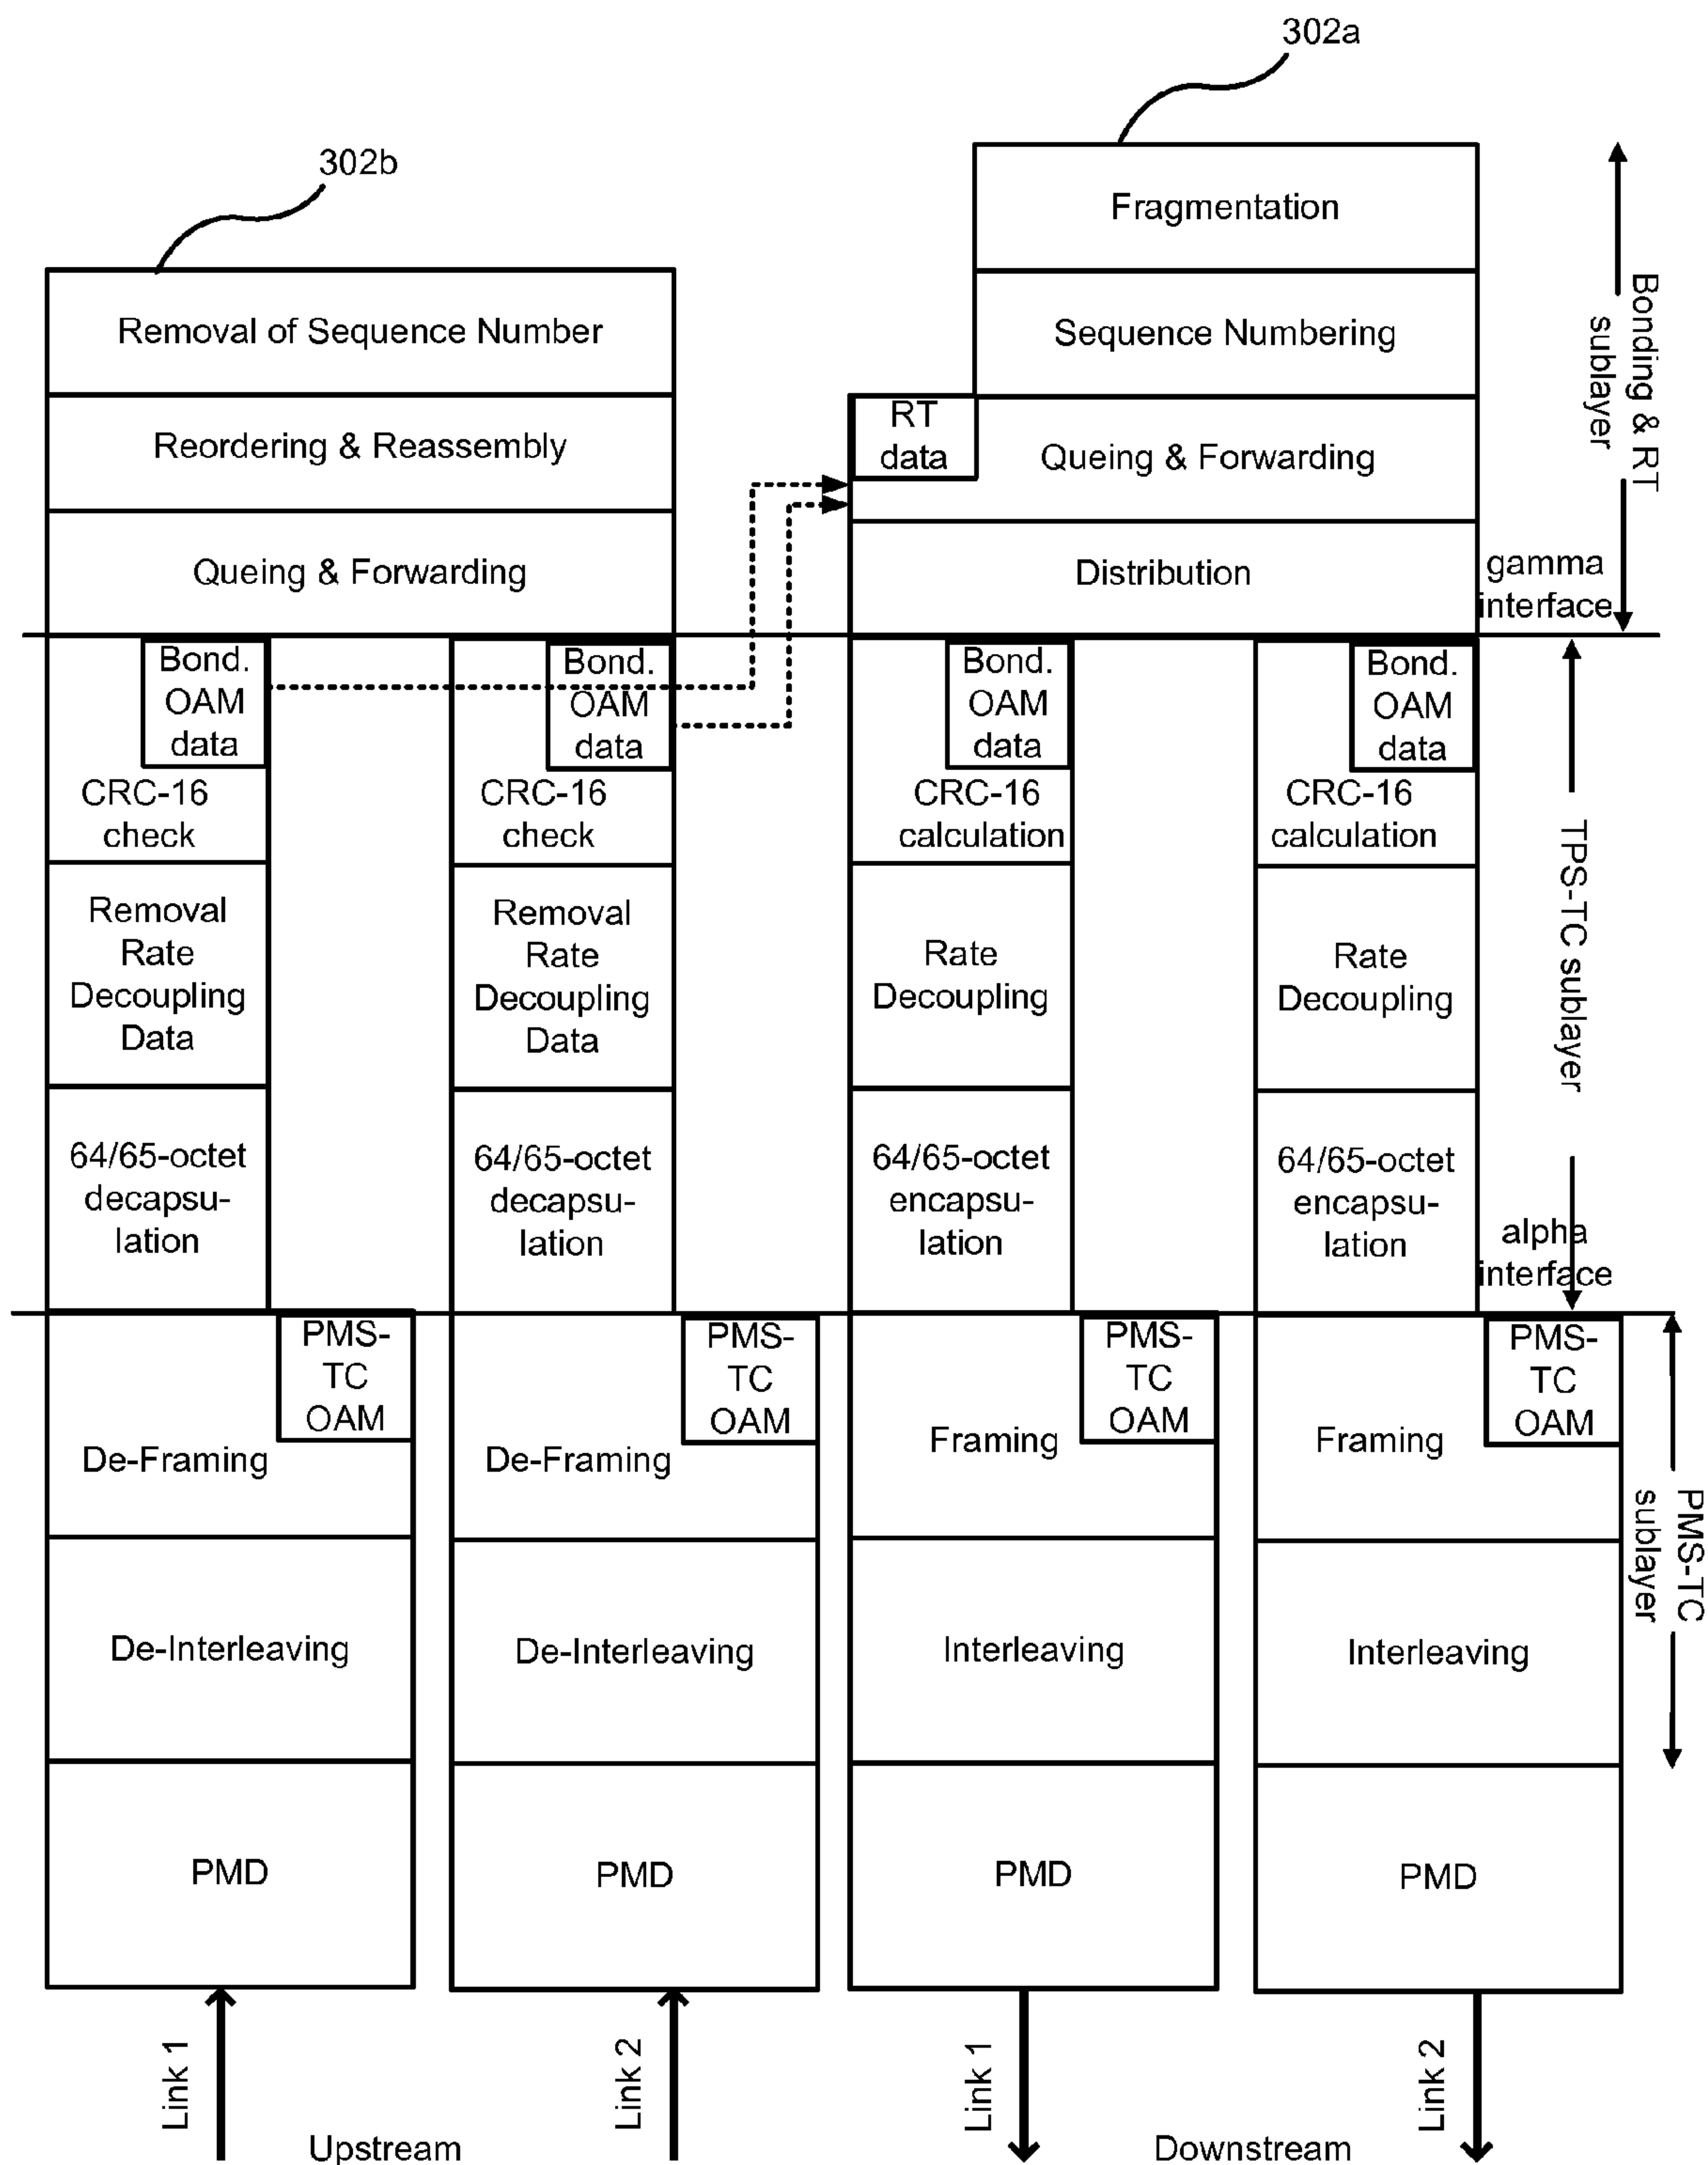 302a
302b
Fragmentation
Removal of Sequence Number
Sequence Numbering
Reordering & Reassembly
RT
data
Queing & Forwarding
Queing & Forwarding
Distribution
Bonding & RT
sublayer
gamma
interface
Bond.
OAM
data
CRC-16
check
Bond.
OAM
data
CRC-16
check
Bond.
OAM
data
CRC-16
calculation
Bond.
OAM
data
CRC-16
calculation
Removal
Rate
Decoupling
Data
Removal
Rate
Decoupling
Data
Rate
Decoupling
Rate
Decoupling
TPS-TC sublayer
64/65-octet
decapsu-
lation
64/65-octet
decapsu-
lation
64/65-octet
encapsu-
lation
64/65-octet
encapsu-
lation
alpha
interface
PMS-
TC
OAM
De-Framing
PMS-
TC
OAM
De-Framing
PMS-
TC
OAM
Framing
PMS-
TC
OAM
Framing
PMS-TC
sublayer
De-Interleaving
De-Interleaving
Interleaving
Interleaving
PMD
PMD
PMD
PMD
Link 1
Link 2
Link 1
Link 2
Upstream
Downstream